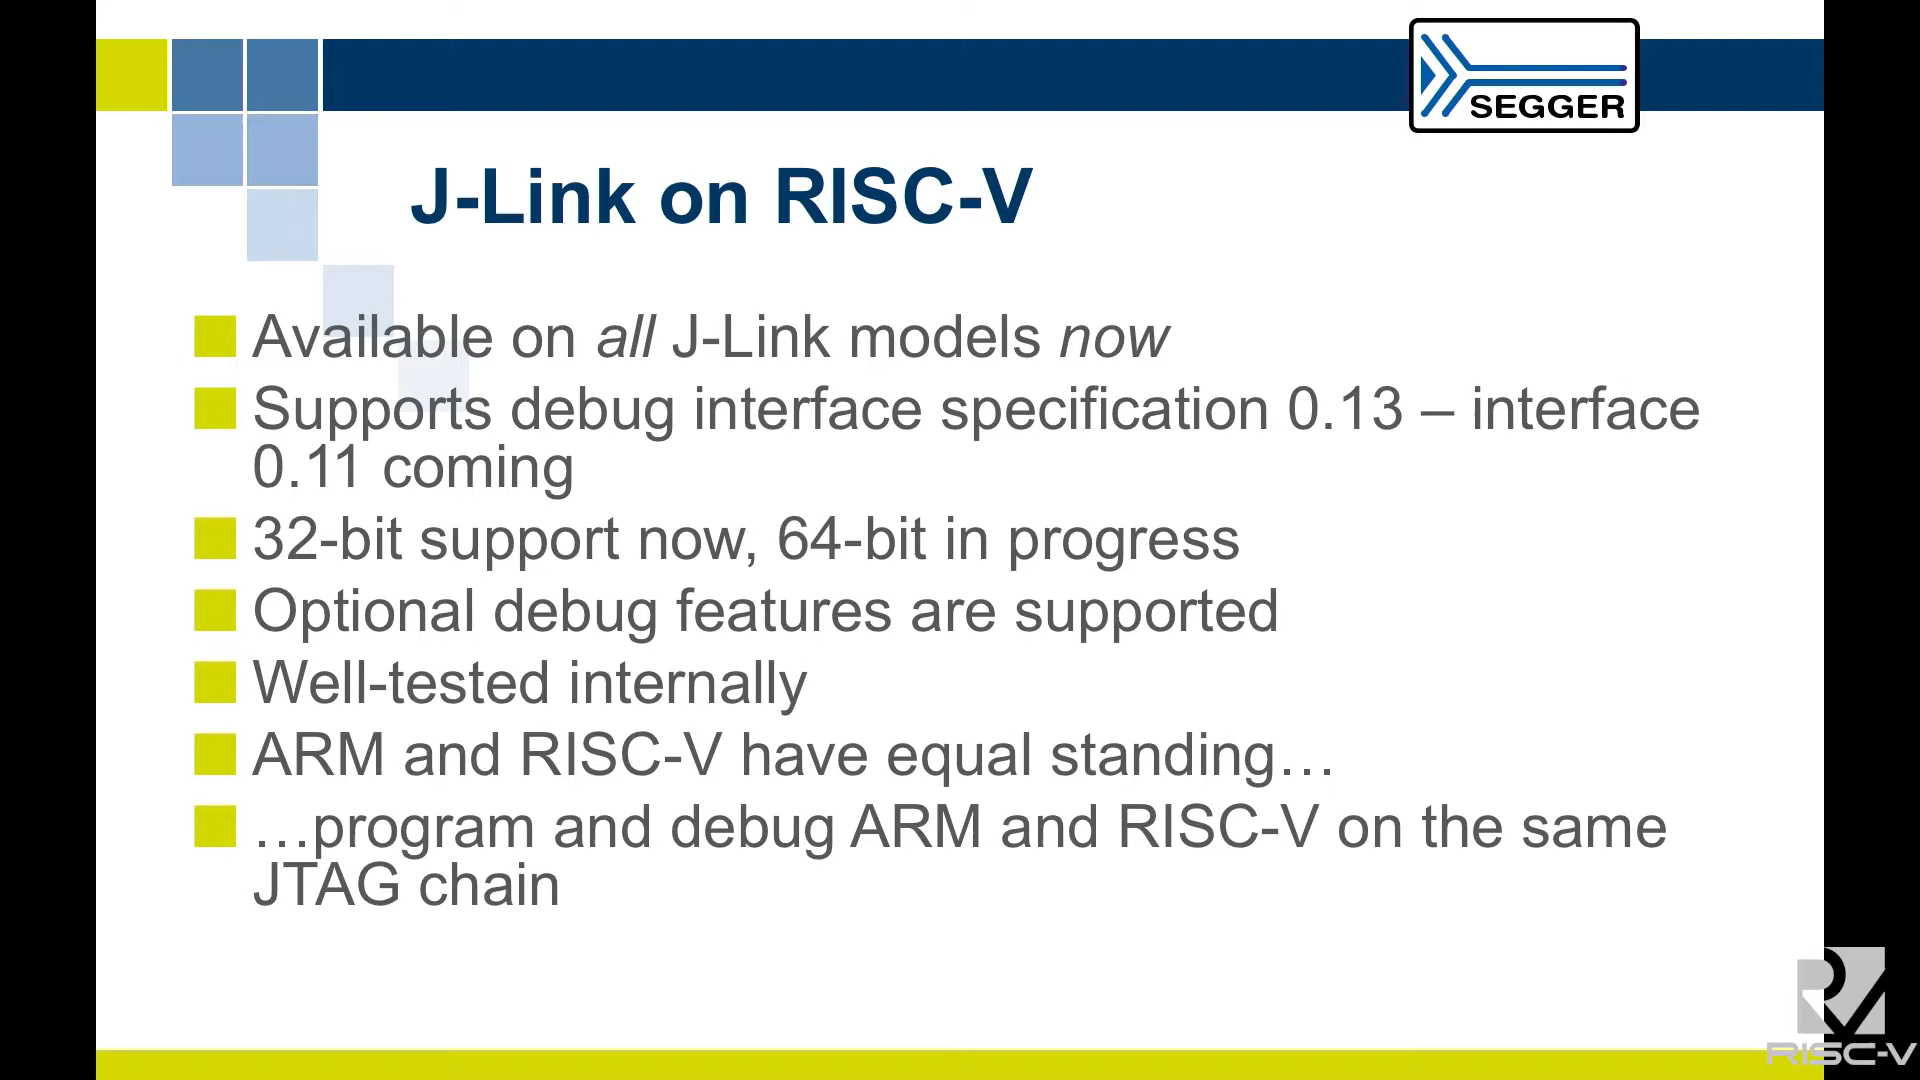 SEGGER
J-Link on RISC-V
Available on all J-Link models now
Supports debug interface specification 0.13 – interface
0.11 coming
32-bit support now, 64-bit in progress
Optional debug features are supported
Well-tested internally
ARM and RISC-V have equal standing…
…program and debug ARM and RISC-V on the same
JTAG chain
RISC-V